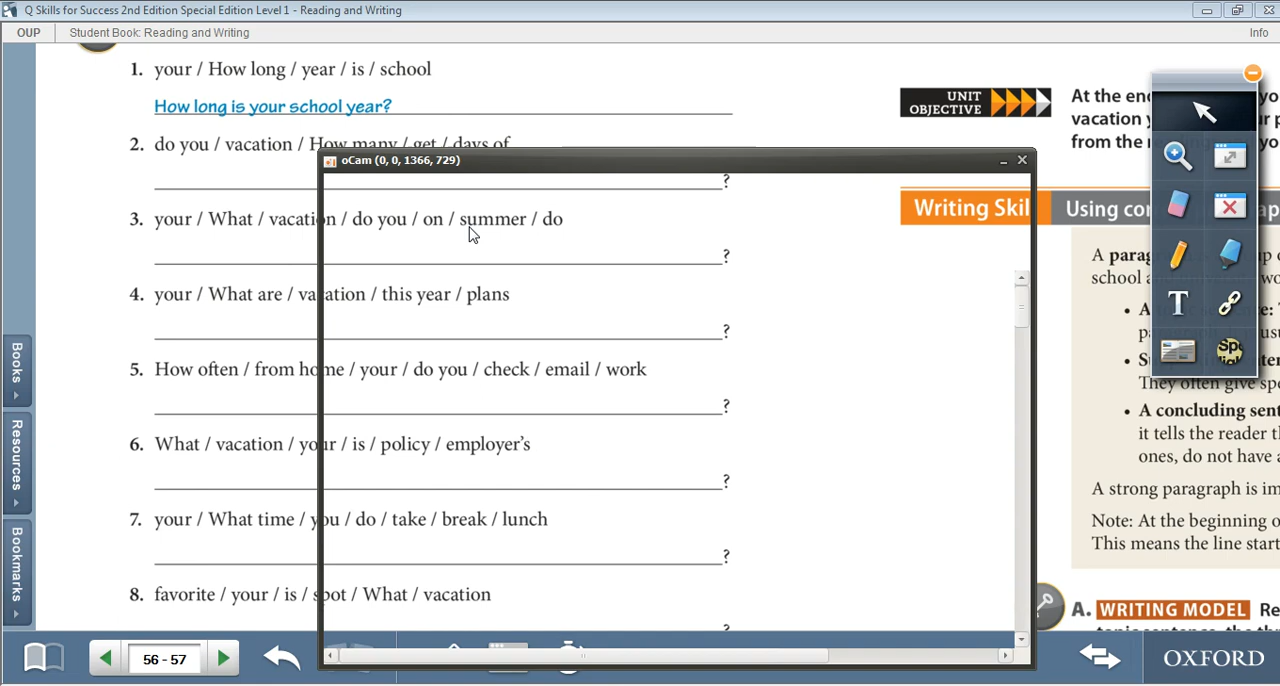 Q Skills for Success 2nd Edition Special Edition Level 1 - Reading and Writing
OUP Student Book: Reading and Writing Info
1. your / How long / year / is / school
How long is your school year?
2. do you / vacation / How many / get / days of
oCam (0, 0, 1366, 729)
?
3. your / What / vacation / do you / on / summer / do
?
4. your / What are / vacation / this year / plans
?
5. How often / from home / your / do you / check / email / work
?
6. What / vacation / your / is / policy / employer's
?
7. your / What time / you / do / take / break / lunch
?
8. favorite / your / is / spot / What / vacation
Books
Resources
Bookmarks
56 - 57
UNIT
OBJECTIVE
At the end
vacation
from the
Writing Skil Using con
A parag
school and
•
•
They often give spe
• A concluding sent
it tells the reader th
ones, do not have a
A strong paragraph is im
Note: At the beginning o
This means the line start
A. WRITING MODEL Re
T
OXFORD